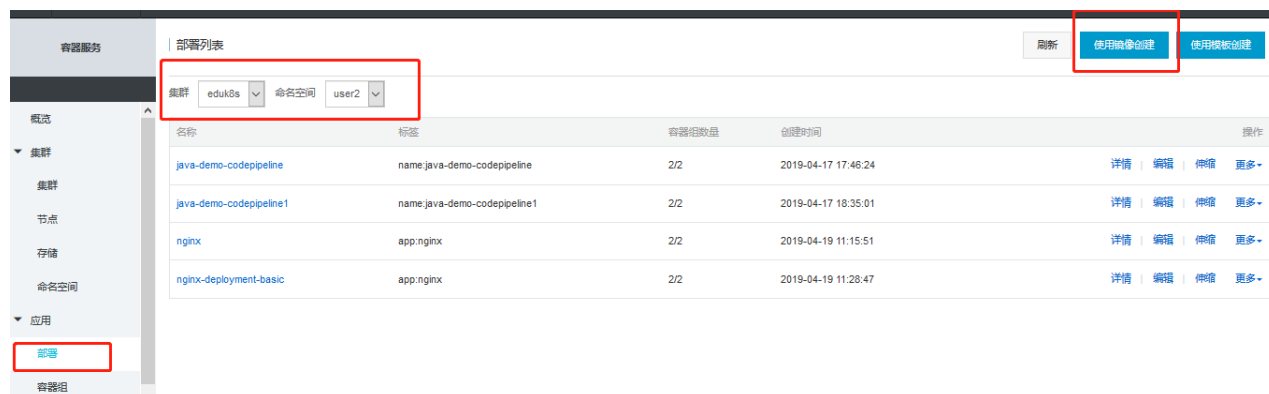 容器服务
部署列表
刷新
使用镜像创建
使用模板创建
集群 eduk8s 命名空间 user2
概览
集群
集群
节点
存储
命名空间
应用
部署
容器组
名称 标签 容器组数量 创建时间 操作
java-demo-codepipeline name:java-demo-codepipeline 2/2 2019-04-17 17:46:24 详情 编辑 伸缩 更多
java-demo-codepipeline1 name:java-demo-codepipeline1 2/2 2019-04-17 18:35:01 详情 编辑 伸缩 更多
nginx app:nginx 2/2 2019-04-19 11:15:51 详情 编辑 伸缩 更多
nginx-deployment-basic app:nginx 2/2 2019-04-19 11:28:47 详情 编辑 伸缩 更多